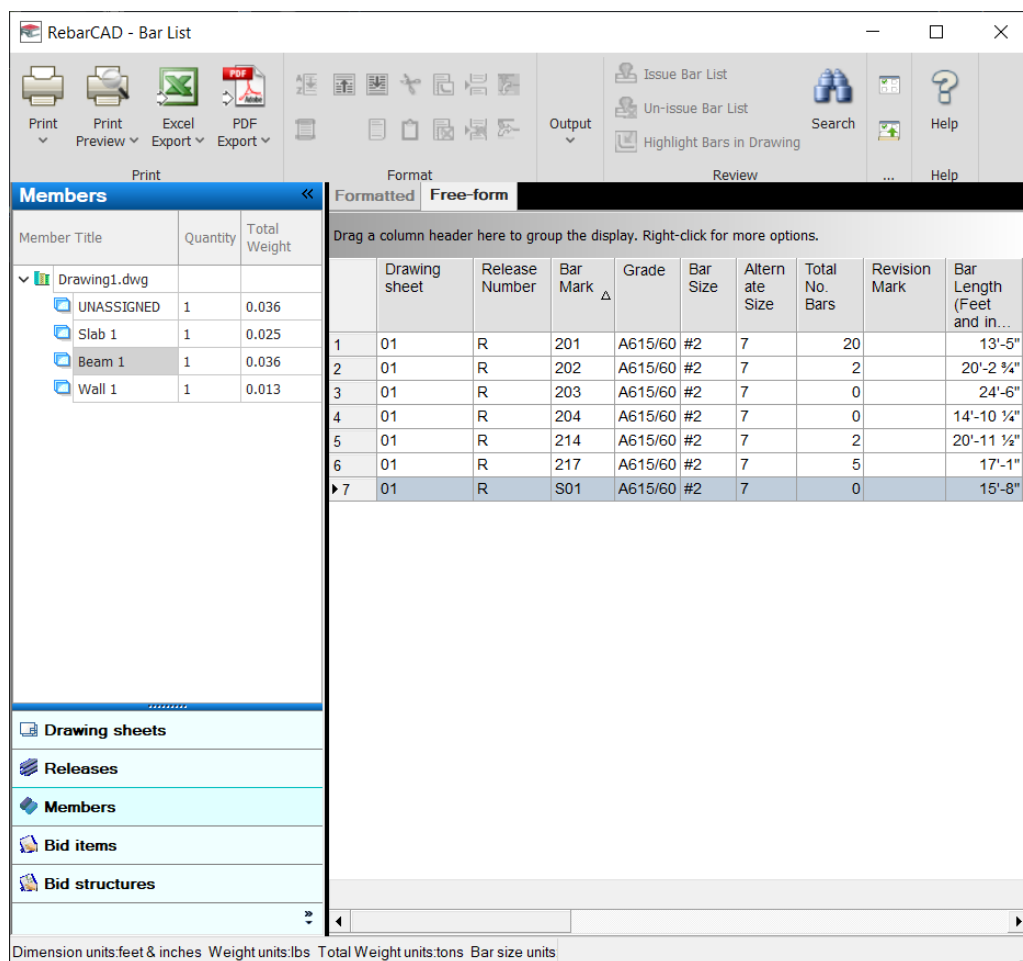 RebarCAD - Bar List
Print
Print Preview
Excel Export
PDF Export
Output
Issue Bar List
Un-issue Bar List
Highlight Bars in Drawing
Search
Help
Print
Format
Review
...
Help
Members
Formatted
Free-form
Member Title Quantity Total Weight
Drawing1.dwg
UNASSIGNED 1 0.036
Slab 1 1 0.025
Beam 1 1 0.036
Wall 1 1 0.013
Drag a column header here to group the display. Right-click for more options.
Drawing sheet Release Number Bar Mark Grade Bar Size Altern ate Size Total No. Bars Revision Mark Bar Length (Feet and in...
1 01 R 201 A615/60 #2 7 20 13'-5"
2 01 R 202 A615/60 #2 7 2 20'-2 ¾"
3 01 R 203 A615/60 #2 7 0 24'-6"
4 01 R 204 A615/60 #2 7 0 14'-10 ¼"
5 01 R 214 A615/60 #2 7 2 20'-11 ½"
6 01 R 217 A615/60 #2 7 5 17'-1"
7 01 R S01 A615/60 #2 7 0 15'-8"
Drawing sheets
Releases
Members
Bid items
Bid structures
Dimension units:feet & inches Weight units:lbs Total Weight units:tons Bar size units